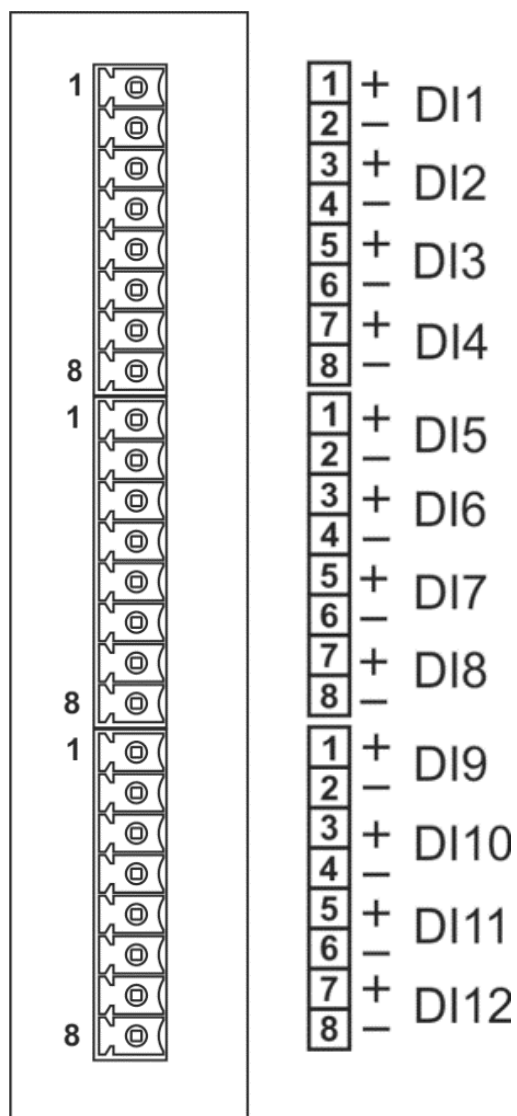 1
8
1
8
1
8
1 + DI1
2 −
3 + DI2
4 −
5 + DI3
6 −
7 + DI4
8 −
1 + DI5
2 −
3 + DI6
4 −
5 + DI7
6 −
7 + DI8
8 −
1 + DI9
2 −
3 + DI10
4 −
5 + DI11
6 −
7 + DI12
8 −